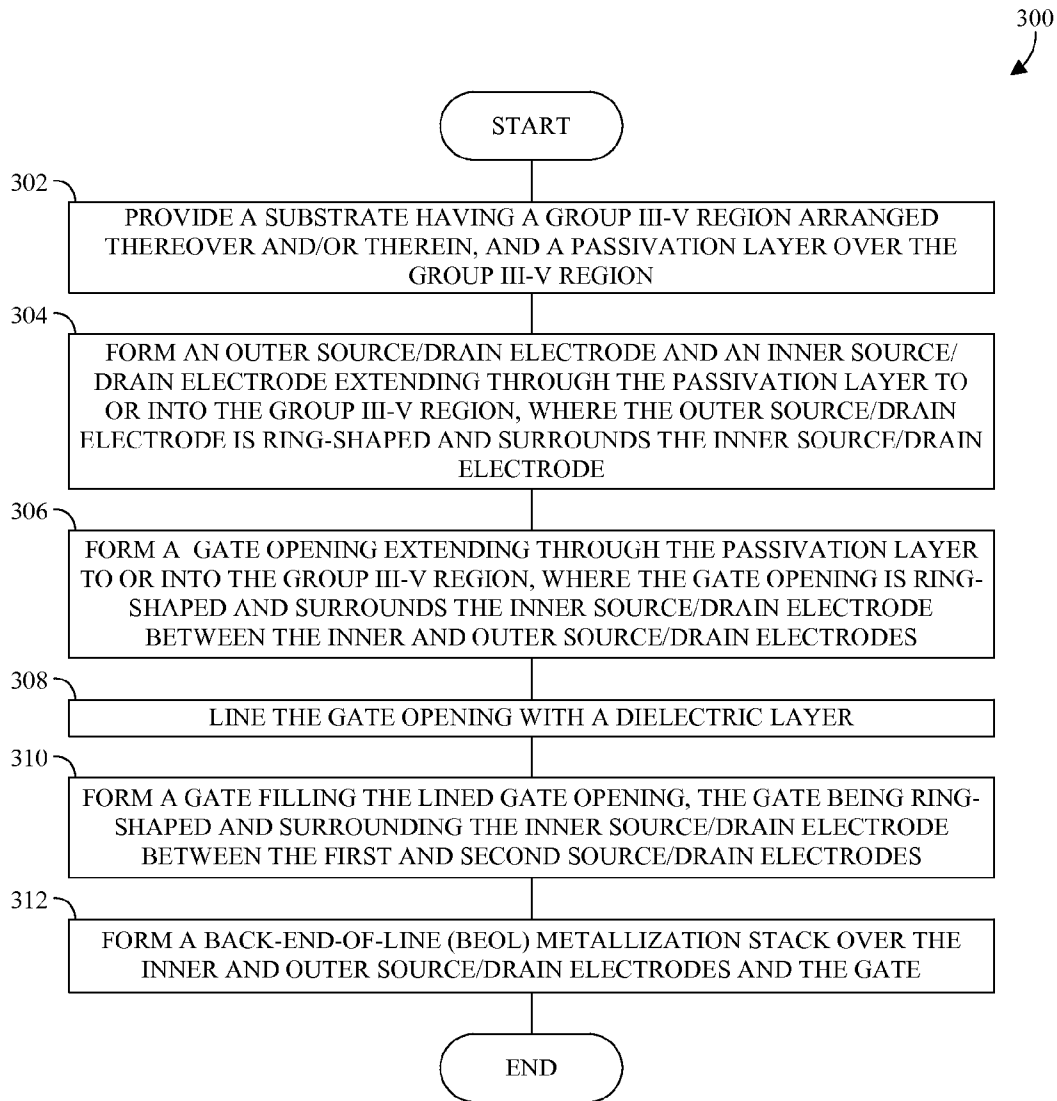 300
START
302
PROVIDE A SUBSTRATE HAVING A GROUP III-V REGION ARRANGED
THEREOVER AND/OR THEREIN, AND A PASSIVATION LAYER OVER THE
GROUP III-V REGION
304
FORM AN OUTER SOURCE/DRAIN ELECTRODE AND AN INNER SOURCE/
DRAIN ELECTRODE EXTENDING THROUGH THE PASSIVATION LAYER TO
OR INTO THE GROUP III-V REGION, WHERE THE OUTER SOURCE/DRAIN
ELECTRODE IS RING-SHAPED AND SURROUNDS THE INNER SOURCE/DRAIN
ELECTRODE
306
FORM A GATE OPENING EXTENDING THROUGH THE PASSIVATION LAYER
TO OR INTO THE GROUP III-V REGION, WHERE THE GATE OPENING IS RING-
SHAPED AND SURROUNDS THE INNER SOURCE/DRAIN ELECTRODE
BETWEEN THE INNER AND OUTER SOURCE/DRAIN ELECTRODES
308
LINE THE GATE OPENING WITH A DIELECTRIC LAYER
310
FORM A GATE FILLING THE LINED GATE OPENING, THE GATE BEING RING-
SHAPED AND SURROUNDING THE INNER SOURCE/DRAIN ELECTRODE
BETWEEN THE FIRST AND SECOND SOURCE/DRAIN ELECTRODES
312
FORM A BACK-END-OF-LINE (BEOL) METALLIZATION STACK OVER THE
INNER AND OUTER SOURCE/DRAIN ELECTRODES AND THE GATE
END